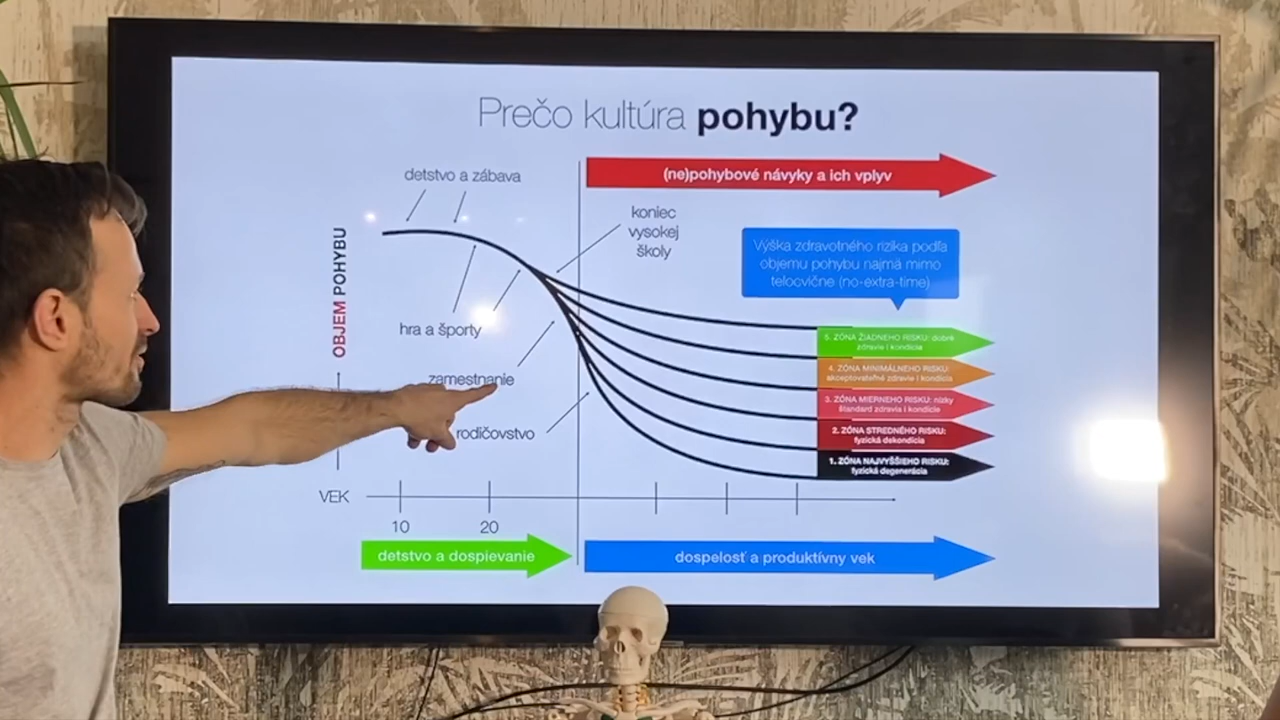 Prečo kultúra pohybu?
(ne)pohybové návyky a ich vplyv
detstvo a zábava
koniec
vysokej
školy
Výška zdravotného rizika podľa
objemu pohybu najmä mimo
telocvične (no-extra-time)
OBJEM POHYBU
hra a športy
zamestnanie
rodičovstvo
5. ZÓNA ŽIADNEHO RISKU: dobré
zdravie i kondícia
4. ZÓNA MINIMÁLNEHO RISKU:
akceptovateľné zdravie i kondícia
3. ZÓNA MIERNEHO RISKU: nízky
štandard zdravia i kondície
2. ZÓNA STREDNÉHO RISKU:
fyzická dekondícia
1. ZÓNA NAJVYŠŠIEHO RISKU:
fyzická degenerácia
VEK
10
20
detstvo a dospievanie
dospelosť a produktívny vek